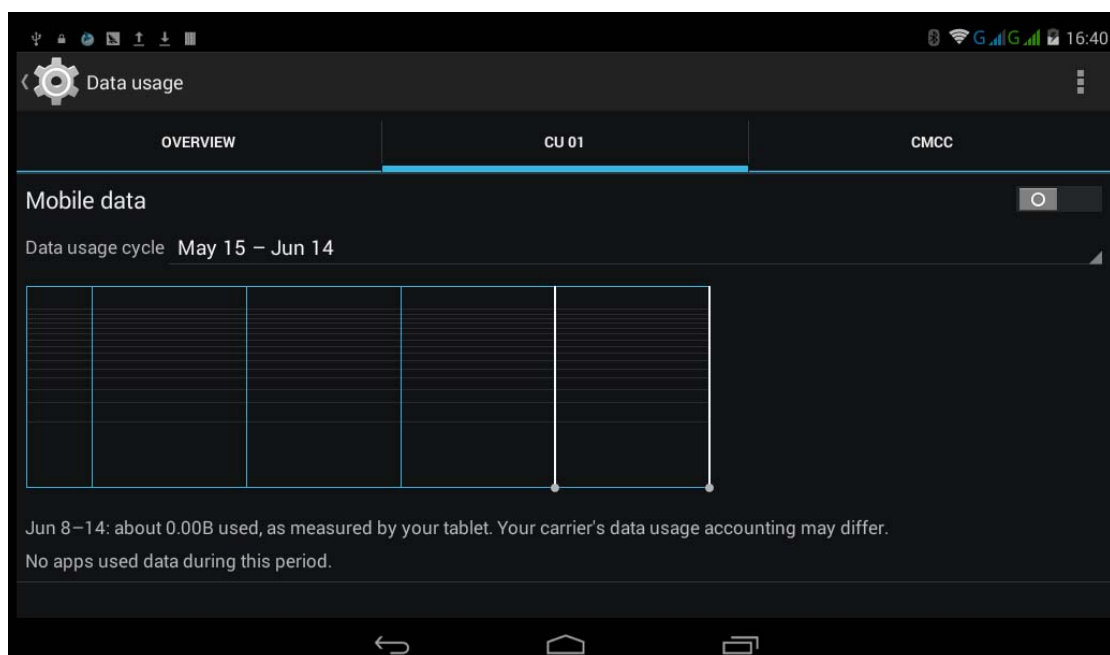 G G 16:40
Data usage
OVERVIEW CU 01 CMCC
Mobile data
Data usage cycle May 15 – Jun 14
Jun 8–14: about 0.00B used, as measured by your tablet. Your carrier's data usage accounting may differ.
No apps used data during this period.